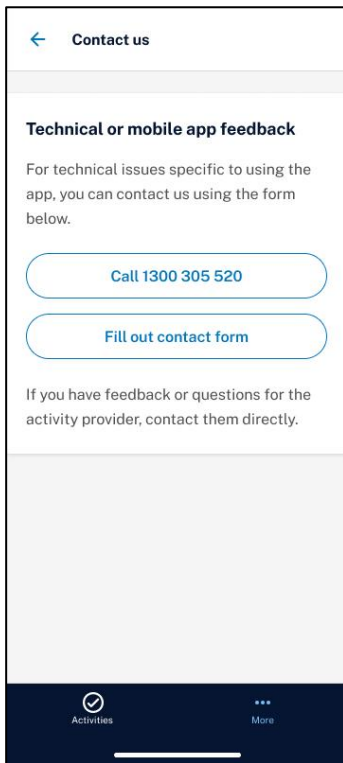 Contact us
Technical or mobile app feedback
For technical issues specific to using the
app, you can contact us using the form
below.
Call 1300 305 520
Fill out contact form
If you have feedback or questions for the
activity provider, contact them directly.
Activities
More